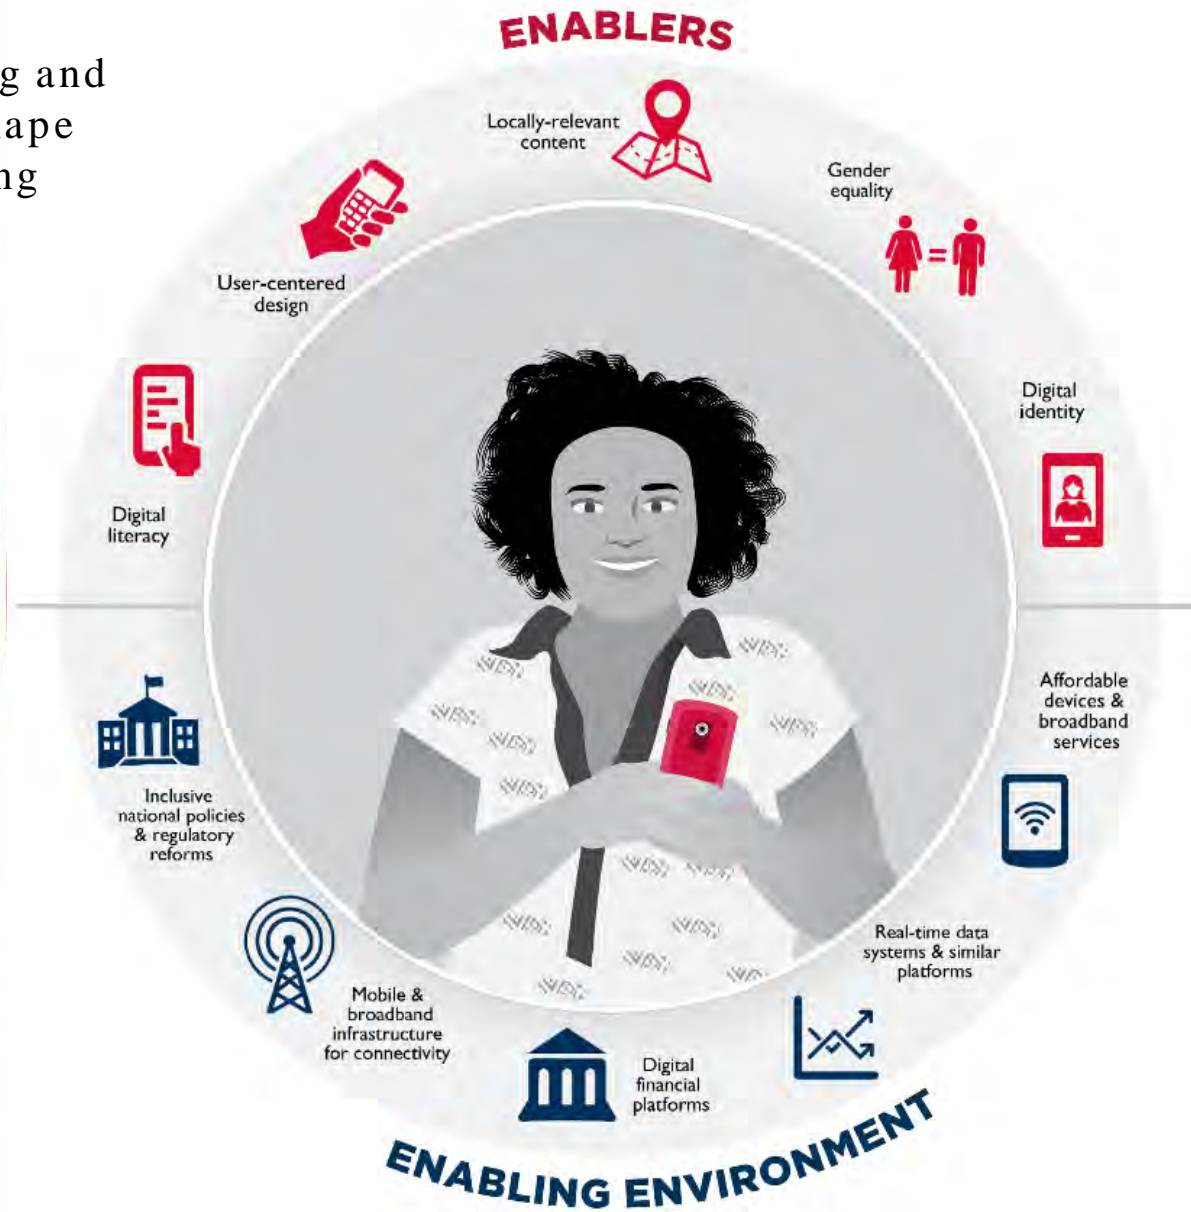 ENABLERS
g and
ape
ng
Locally-relevant
content
Gender
equality
User-centered
design
Digital
identity
Digital
literacy
Affordable
devices &
broadband
services
Inclusive
national policies
& regulatory
reforms
Real-time data
systems & similar
platforms
Mobile &
broadband
infrastructure
for connectivity
Digital
financial
platforms
ENABLING ENVIRONMENT